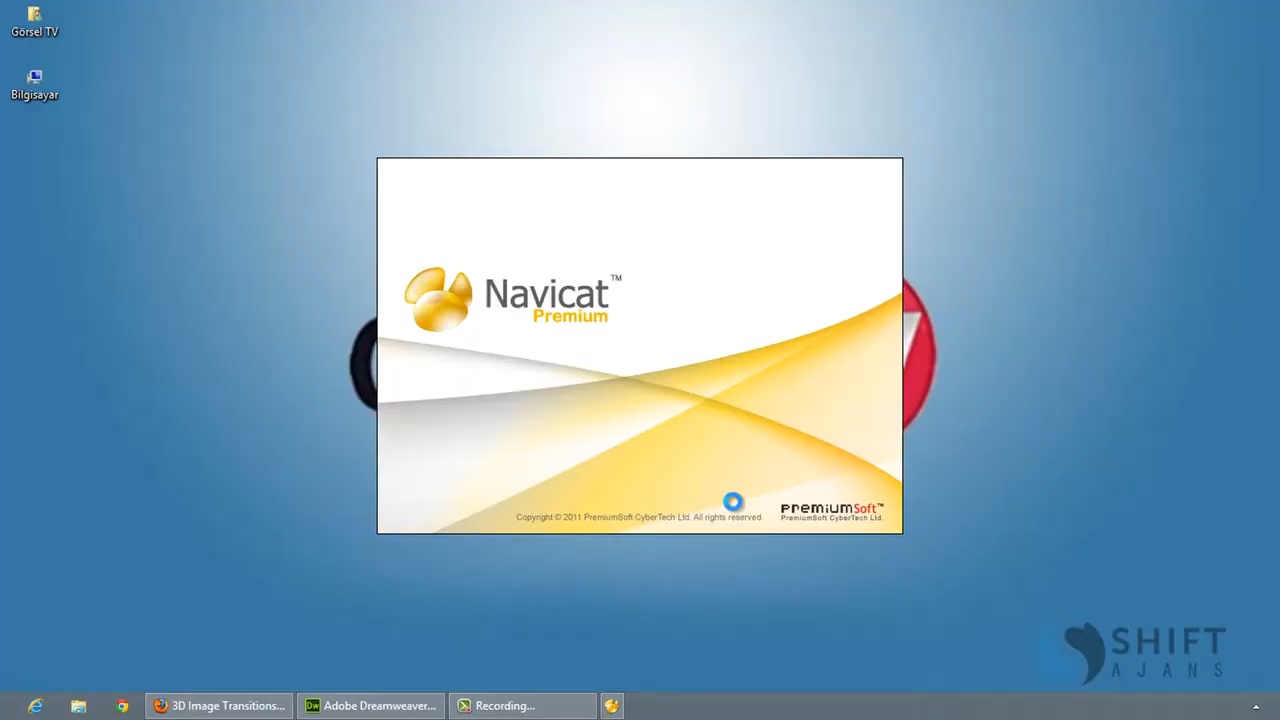 Görsel TV
Bilgisayar
Navicat™
Premium
Copyright © 2011 PremiumSoft CyberTech Ltd. All rights reserved
PremiumSoft™
PremiumSoft CyberTech Ltd.
SHIFT
AJANS
3D Image Transitions...
Dw
Adobe Dreamweaver...
Recording...